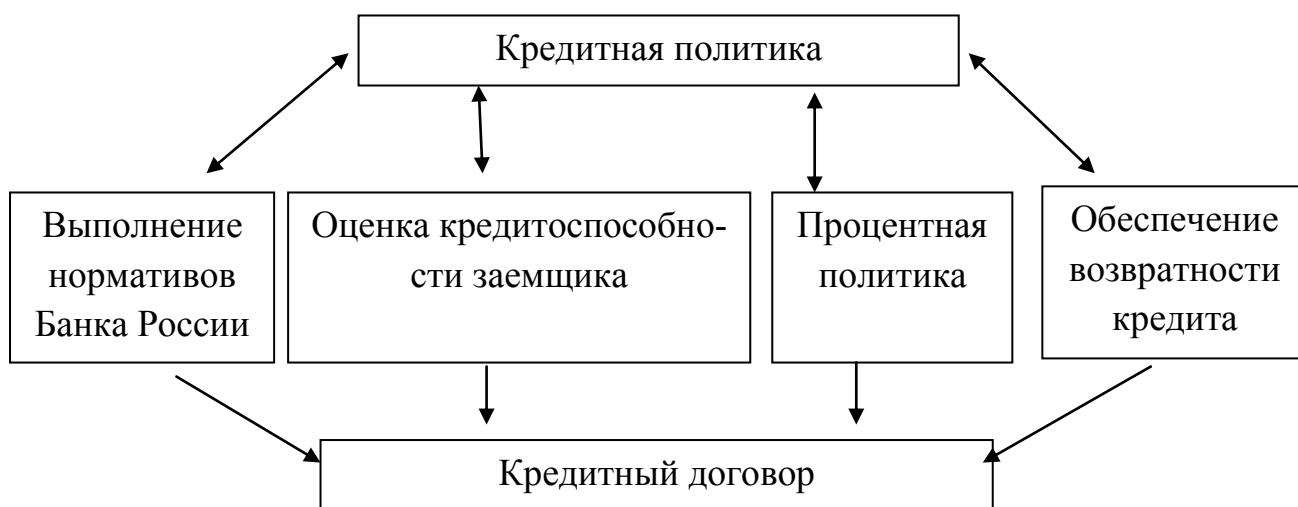 Кредитная политика
Выполнение
нормативов
Банка России
Оценка кредитоспособно-
сти заемщика
Процентная
политика
Обеспечение
возвратности
кредита
Кредитный договор